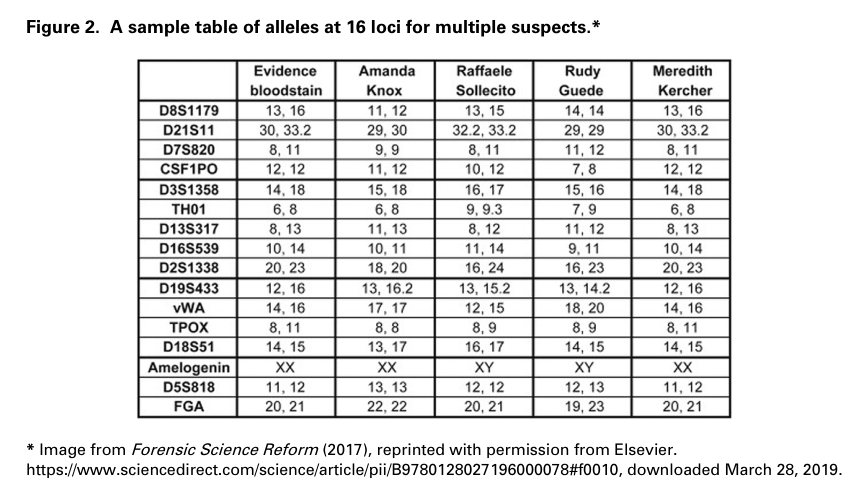 Figure 2. A sample table of alleles at 16 loci for multiple suspects.*
Evidence bloodstain Amanda Knox Raffaele Sollecito Rudy Guede Meredith Kercher
D8S1179 13, 16 11, 12 13, 15 14, 14 13, 16
D21S11 30, 33.2 29, 30 32.2, 33.2 29, 29 30, 33.2
D7S820 8, 11 9, 9 8, 11 11, 12 8, 11
CSF1PO 12, 12 11, 12 10, 12 7, 8 12, 12
D3S1358 14, 18 15, 18 16, 17 15, 16 14, 18
TH01 6, 8 6, 8 9, 9.3 7, 9 6, 8
D13S317 8, 13 11, 13 8, 12 11, 12 8, 13
D16S539 10, 14 10, 11 11, 14 9, 11 10, 14
D2S1338 20, 23 18, 20 16, 24 16, 23 20, 23
D19S433 12, 16 13, 16.2 13, 15.2 13, 14.2 12, 16
vWA 14, 16 17, 17 12, 15 18, 20 14, 16
TPOX 8, 11 8, 8 8, 9 8, 9 8, 11
D18S51 14, 15 13, 17 16, 17 14, 15 14, 15
Amelogenin XX XX XY XY XX
D5S818 11, 12 13, 13 12, 12 12, 13 11, 12
FGA 20, 21 22, 22 20, 21 19, 23 20, 21
* Image from Forensic Science Reform (2017), reprinted with permission from Elsevier.
https://www.sciencedirect.com/science/article/pii/B9780128027196000078#f0010, downloaded March 28, 2019.